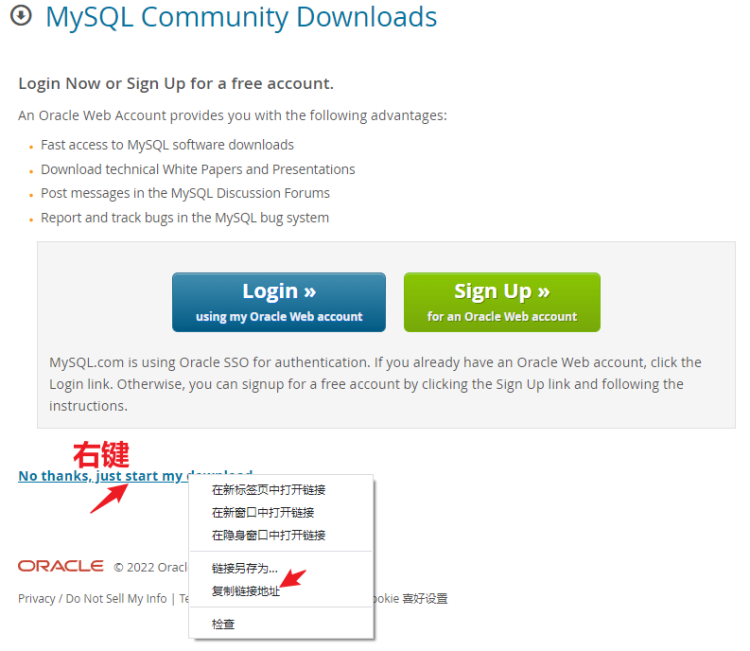 MySQL Community Downloads
Login Now or Sign Up for a free account.
An Oracle Web Account provides you with the following advantages:
Fast access to MySQL software downloads
Download technical White Papers and Presentations
Post messages in the MySQL Discussion Forums
Report and track bugs in the MySQL bug system
Login »
using my Oracle Web account
Sign Up »
for an Oracle Web account
MySQL.com is using Oracle SSO for authentication. If you already have an Oracle Web account, click the
Login link. Otherwise, you can signup for a free account by clicking the Sign Up link and following the
instructions.
右键
No thanks, just start my download.
在新标签页中打开链接
在新窗口中打开链接
在隐身窗口中打开链接
链接另存为...
复制链接地址
检查
ORACLE © 2022 Oracl
Privacy / Do Not Sell My Info | Te
ookie 喜好设置